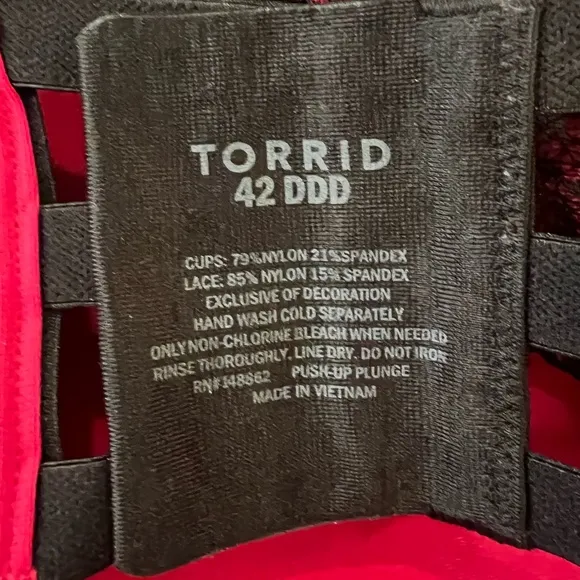 TORRID
42 DDD
CUPS: 79%NYLON 21%SPANDEX
LACE: 85% NYLON 15% SPANDEX
EXCLUSIVE OF DECORATION
HAND WASH COLD SEPARATELY
ONLY NON-CHLORINE BLEACH WHEN NEEDED
RINSE THOROUGHLY. LINE DRY. DO NOT IRON
RN#148662 PUSH-UP PLUNGE
MADE IN VIETNAM